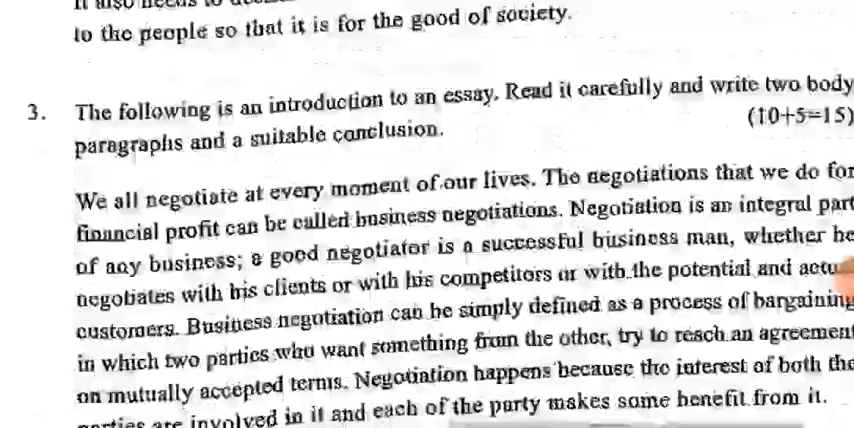 to the people so that it is for the good of society.
3. The following is an introduction to an essay. Read it carefully and write two body
paragraphs and a suitable conclusion. (10+5=15)
We all negotiate at every moment of our lives. The negotiations that we do for
financial profit can be called business negotiations. Negotiation is an integral part
of any business; a good negotiator is a successful business man, whether he
negotiates with his clients or with his competitors or with the potential and
customers. Business negotiation can be simply defined as a process of bargaining
in which two parties who want something from the other, try to reach an agreement
on mutually accepted terms. Negotiation happens because the interest of both the
parties are involved in it and each of the party makes some benefit from it.